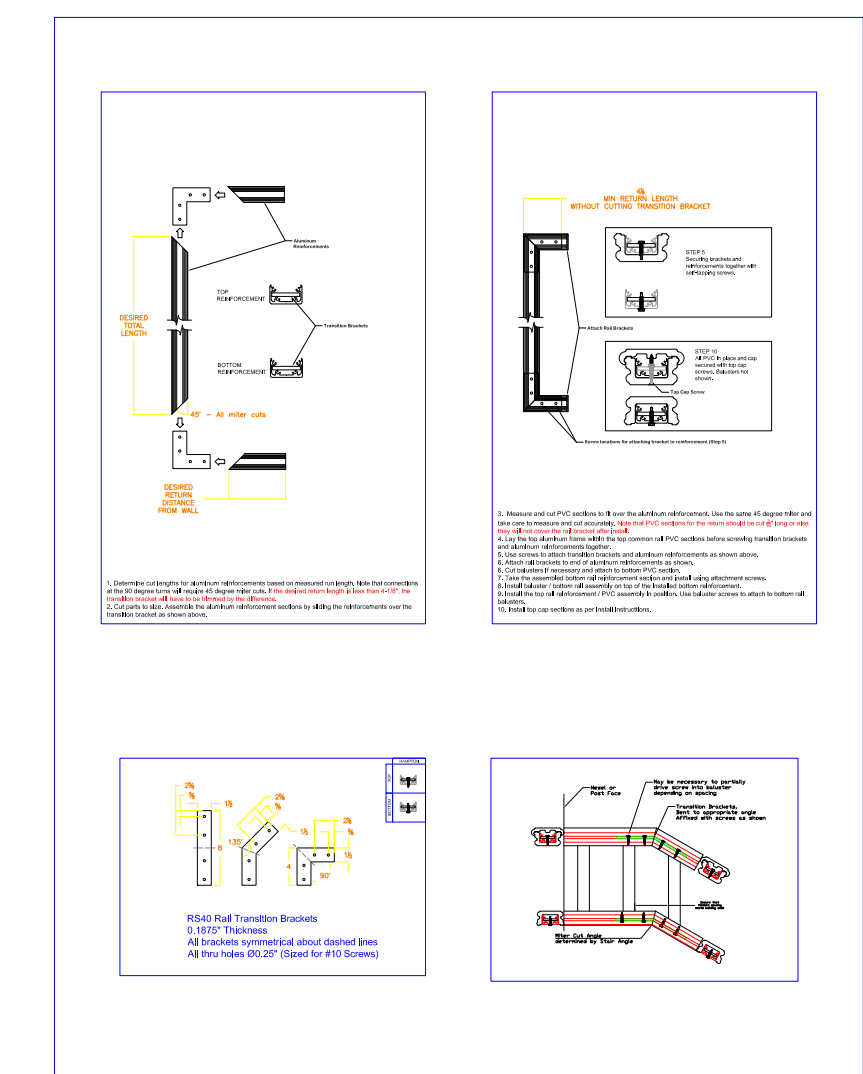 Aluminum
Reinforcements
TOP
REINFORCEMENT
DESIRED
TOTAL
LENGTH
Transition Brackets
BOTTOM
REINFORCEMENT
45° - All miter cuts
DESIRED
RETURN
DISTANCE
FROM WALL
1. Determine cut lengths for aluminum reinforcements based on measured run length. Note that connections
at the 90 degree turns will require 45 degree miter cuts. If the desired return length is less than 4-1/8", the
transition bracket will have to be trimmed by the difference.
2. Cut parts to size. Assemble the aluminum reinforcement sections by sliding the reinforcements over the
transition bracket as shown above.
4⅛
MIN RETURN LENGTH
WITHOUT CUTTING TRANSITION BRACKET
STEP 5
Securing brackets and
reinforcements together with
self-tapping screws.
Attach Rail Brackets
STEP 10
All PVC in place and cap
secured with top cap
screws. Balusters not
shown.
Top Cap Screw
Screw locations for attaching bracket to reinforcement (Step 5)
3. Measure and cut PVC sections to fit over the aluminum reinforcement. Use the same 45 degree miter and
take care to measure and cut accurately. Note that PVC sections for the return should be cut long or else
they will not cover the rail bracket after install.
4. Lay the top aluminum frame within the top common rail PVC sections before screwing transition brackets
and aluminum reinforcements together.
5. Use screws to attach transition brackets and aluminum reinforcements as shown above.
6. Attach rail brackets to end of aluminum reinforcements as shown.
6. Cut balusters if necessary and attach to bottom PVC section.
7. Take the assembled bottom rail reinforcement section and install using attachment screws.
8. Install baluster / bottom rail assembly on top of the installed bottom reinforcement.
9. Install the top rail reinforcement / PVC assembly in position. Use baluster screws to attach to bottom rail
balusters.
10. Install top cap sections as per Install Instructions.
HAMPTON
TOP
BOTTOM
1½
8
135°
1½
4
1½
90°
RS40 Rail Transition Brackets
0.1875" Thickness
All brackets symmetrical about dashed lines
All thru holes Ø0.25" (Sized for #10 Screws)
Newel or
Post Face
May be necessary to partially
drive screw into baluster
depending on spacing
Transition Brackets.
Bent to appropriate angle
Affixed with screws as shown
Miter Cut Angle
determined by Stair Angle